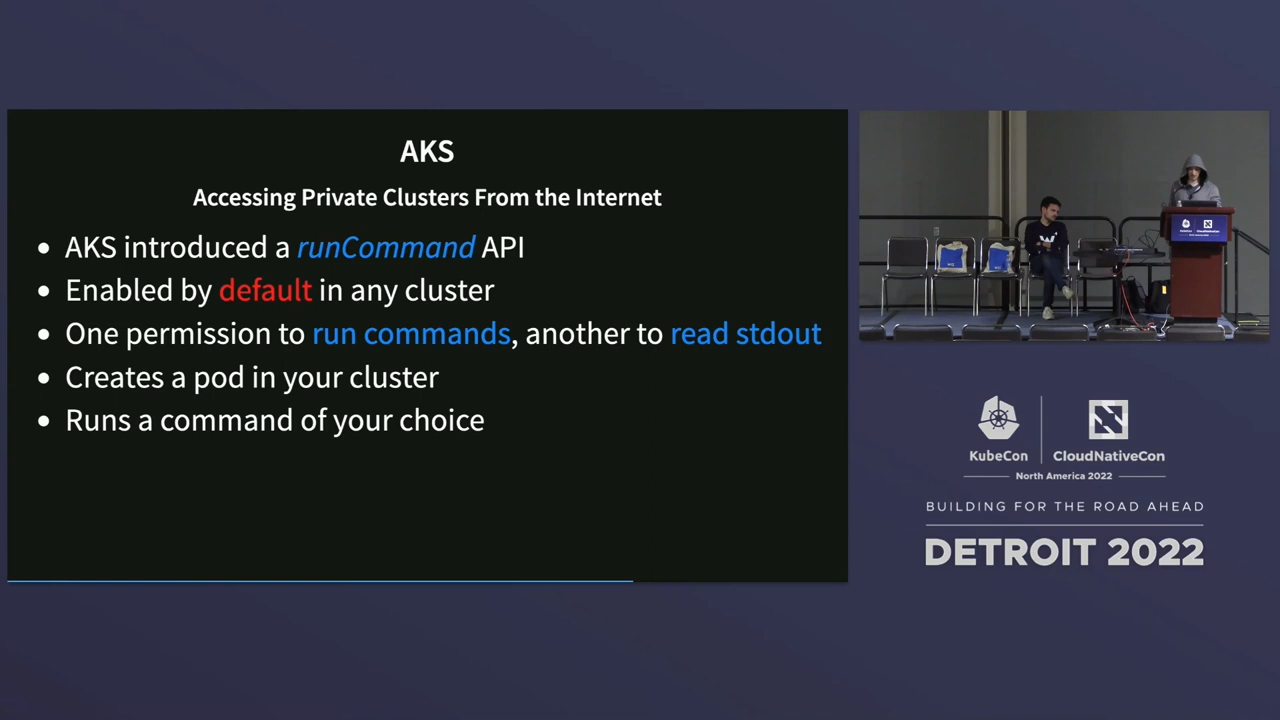 AKS
Accessing Private Clusters From the Internet
AKS introduced a runCommand API
Enabled by default in any cluster
One permission to run commands, another to read stdout
Creates a pod in your cluster
Runs a command of your choice
KubeCon
CloudNativeCon
North America 2022
BUILDING FOR THE ROAD AHEAD
DETROIT 2022